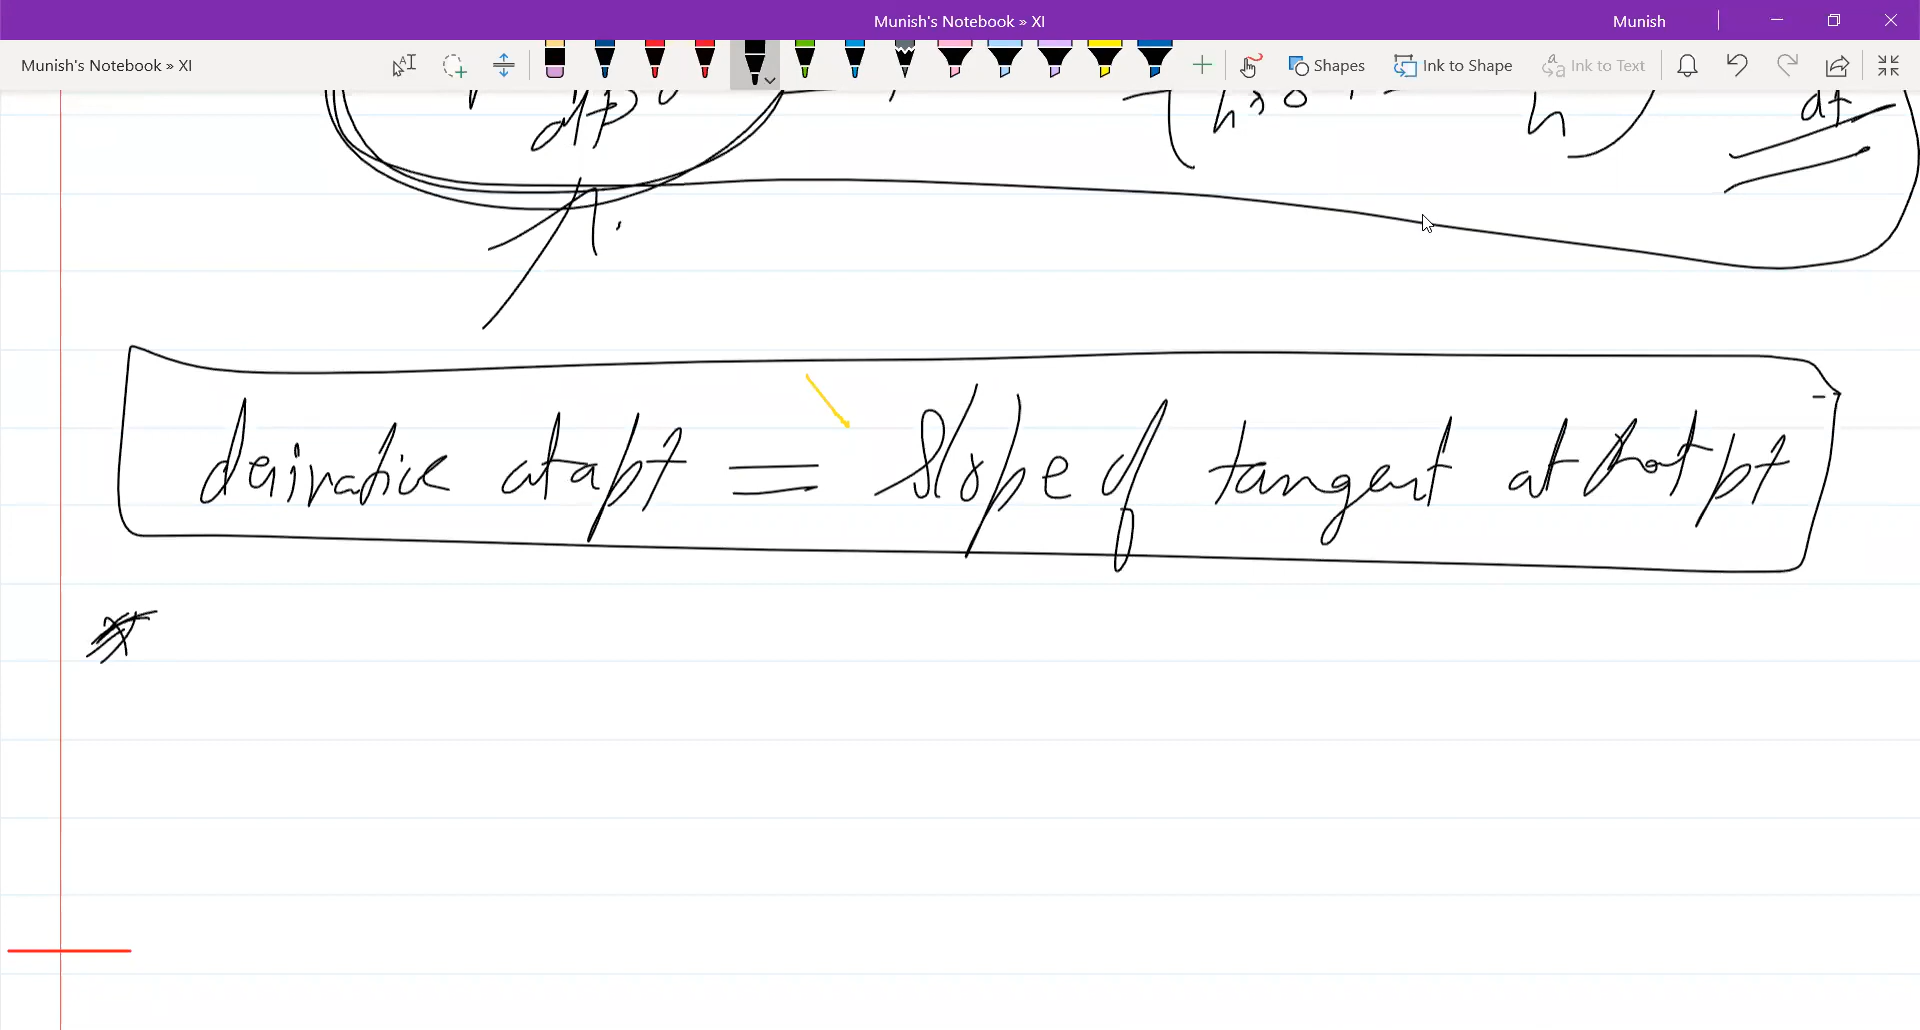 Munish's Notebook » XI
Munish
Munish's Notebook » XI
Shapes
Ink to Shape
Ink to Text
h→0
h
derivative at a pt = Slope of tangent at that pt